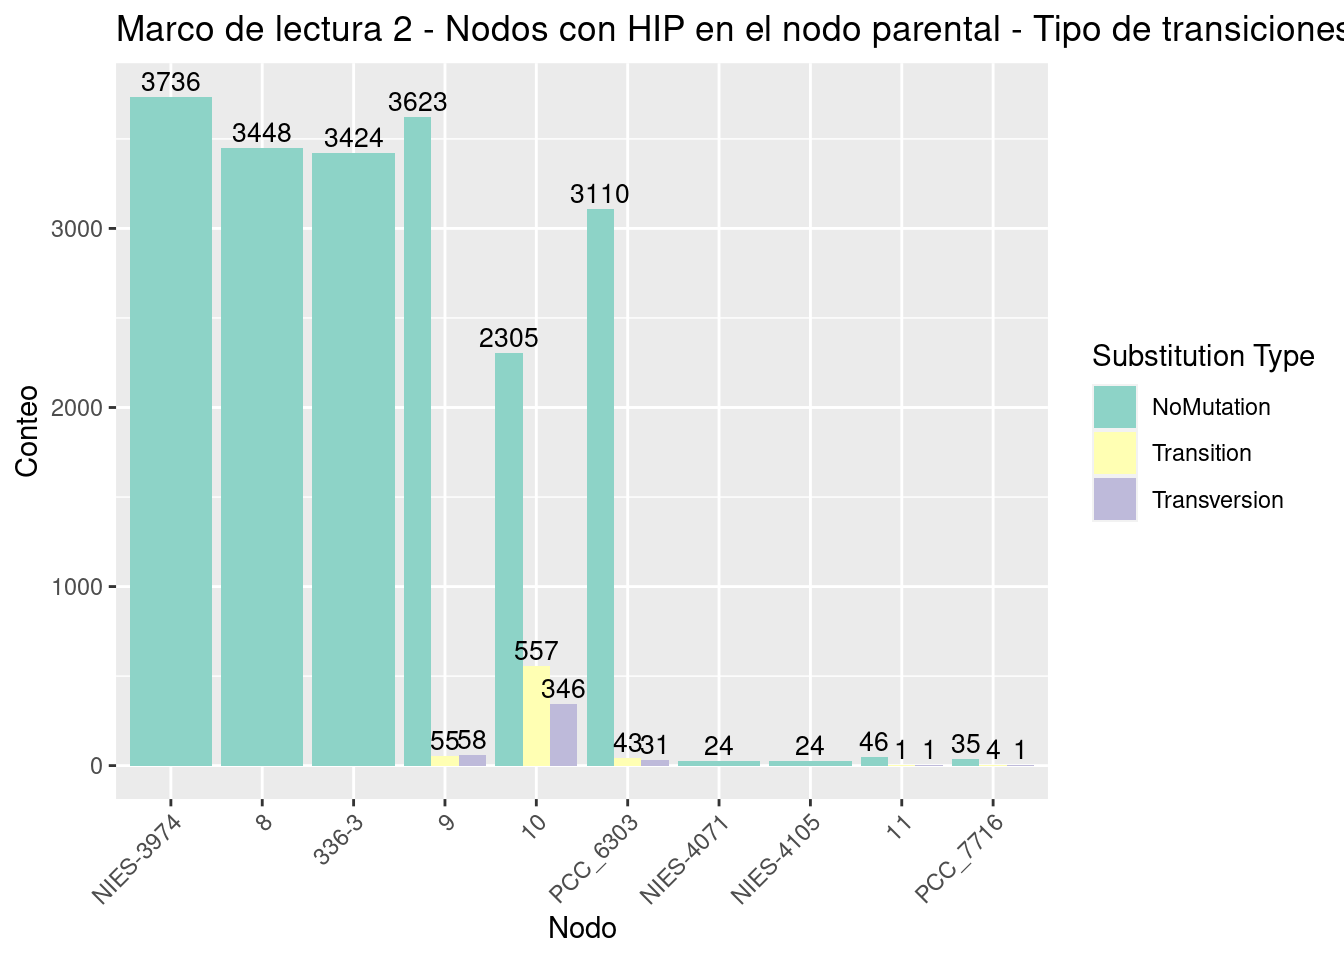 Marco de lectura 2 - Nodos con HIP en el nodo parental - Tipo de transiciones
3736
3448
3424
3623
55
58
2305
557
346
3110
43
31
24
24
46
1
1
35
4
1
Conteo
3000
2000
1000
0
NIES-3974
8
336-3
9
10
PCC_6303
NIES-4071
NIES-4105
11
PCC_7716
Nodo
Substitution Type
NoMutation
Transition
Transversion